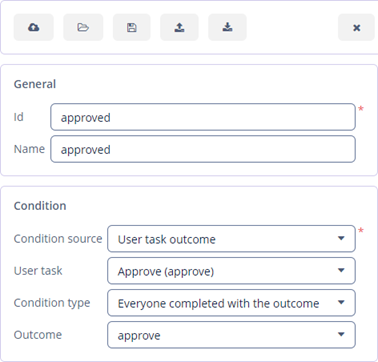 General
Id approved *
Name approved
Condition
Condition source User task outcome *
User task Approve (approve)
Condition type Everyone completed with the outcome
Outcome approve